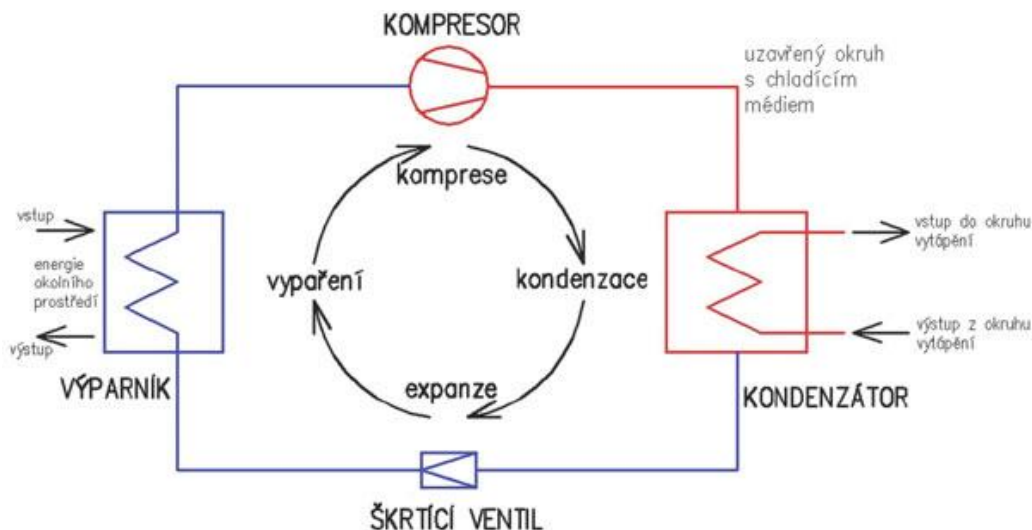 KOMPRESOR
uzavřený okruh
s chladícím
médiem
komprese
vstup
energie
okolního
prostředí
výstup
vypaření
kondenzace
vstup do okruhu
vytápění
výstup z okruhu
vytápění
VÝPARNÍK
expanze
KONDENZÁTOR
ŠKRTÍCÍ VENTIL